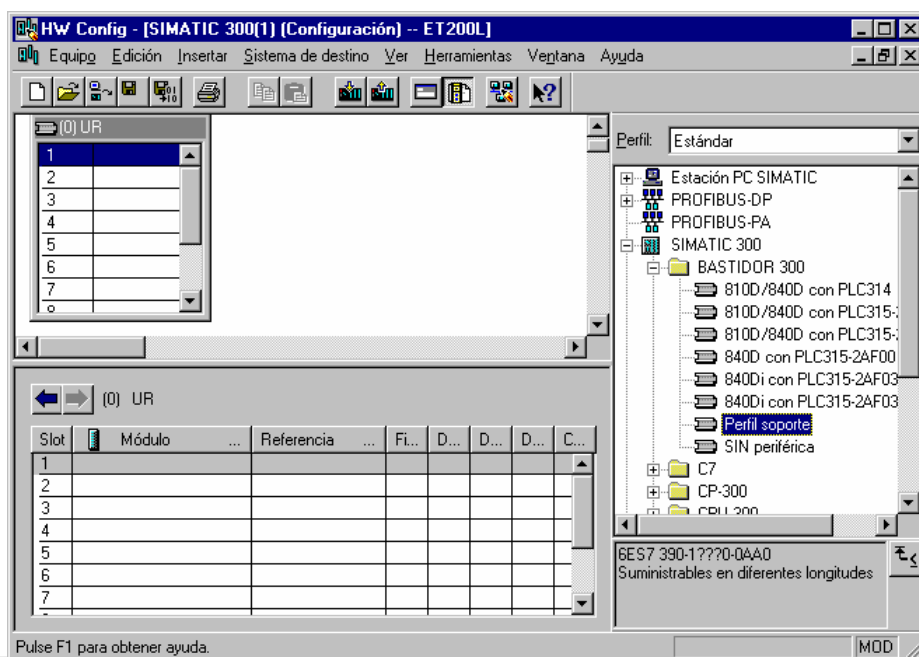 HW Config - [SIMATIC 300(1) (Configuración) -- ET200L]
Equipo Edición Insertar Sistema de destino Ver Herramientas Ventana Ayuda
(0) UR
1
2
3
4
5
6
7
Perfil: Estándar
Estación PC SIMATIC
PROFIBUS-DP
PROFIBUS-PA
SIMATIC 300
BASTIDOR 300
810D/840D con PLC314
810D/840D con PLC315-
810D/840D con PLC315-
840D con PLC315-2AF00
840Di con PLC315-2AF03
840Di con PLC315-2AF03
Perfil soporte
SIN periférica
C7
CP-300
CPU-300
(0) UR
Slot Módulo ... Referencia ... Fi... D... D... D... C...
1
2
3
4
5
6
7
6ES7 390-1???0-0AA0
Suministrables en diferentes longitudes
Pulse F1 para obtener ayuda.
MOD